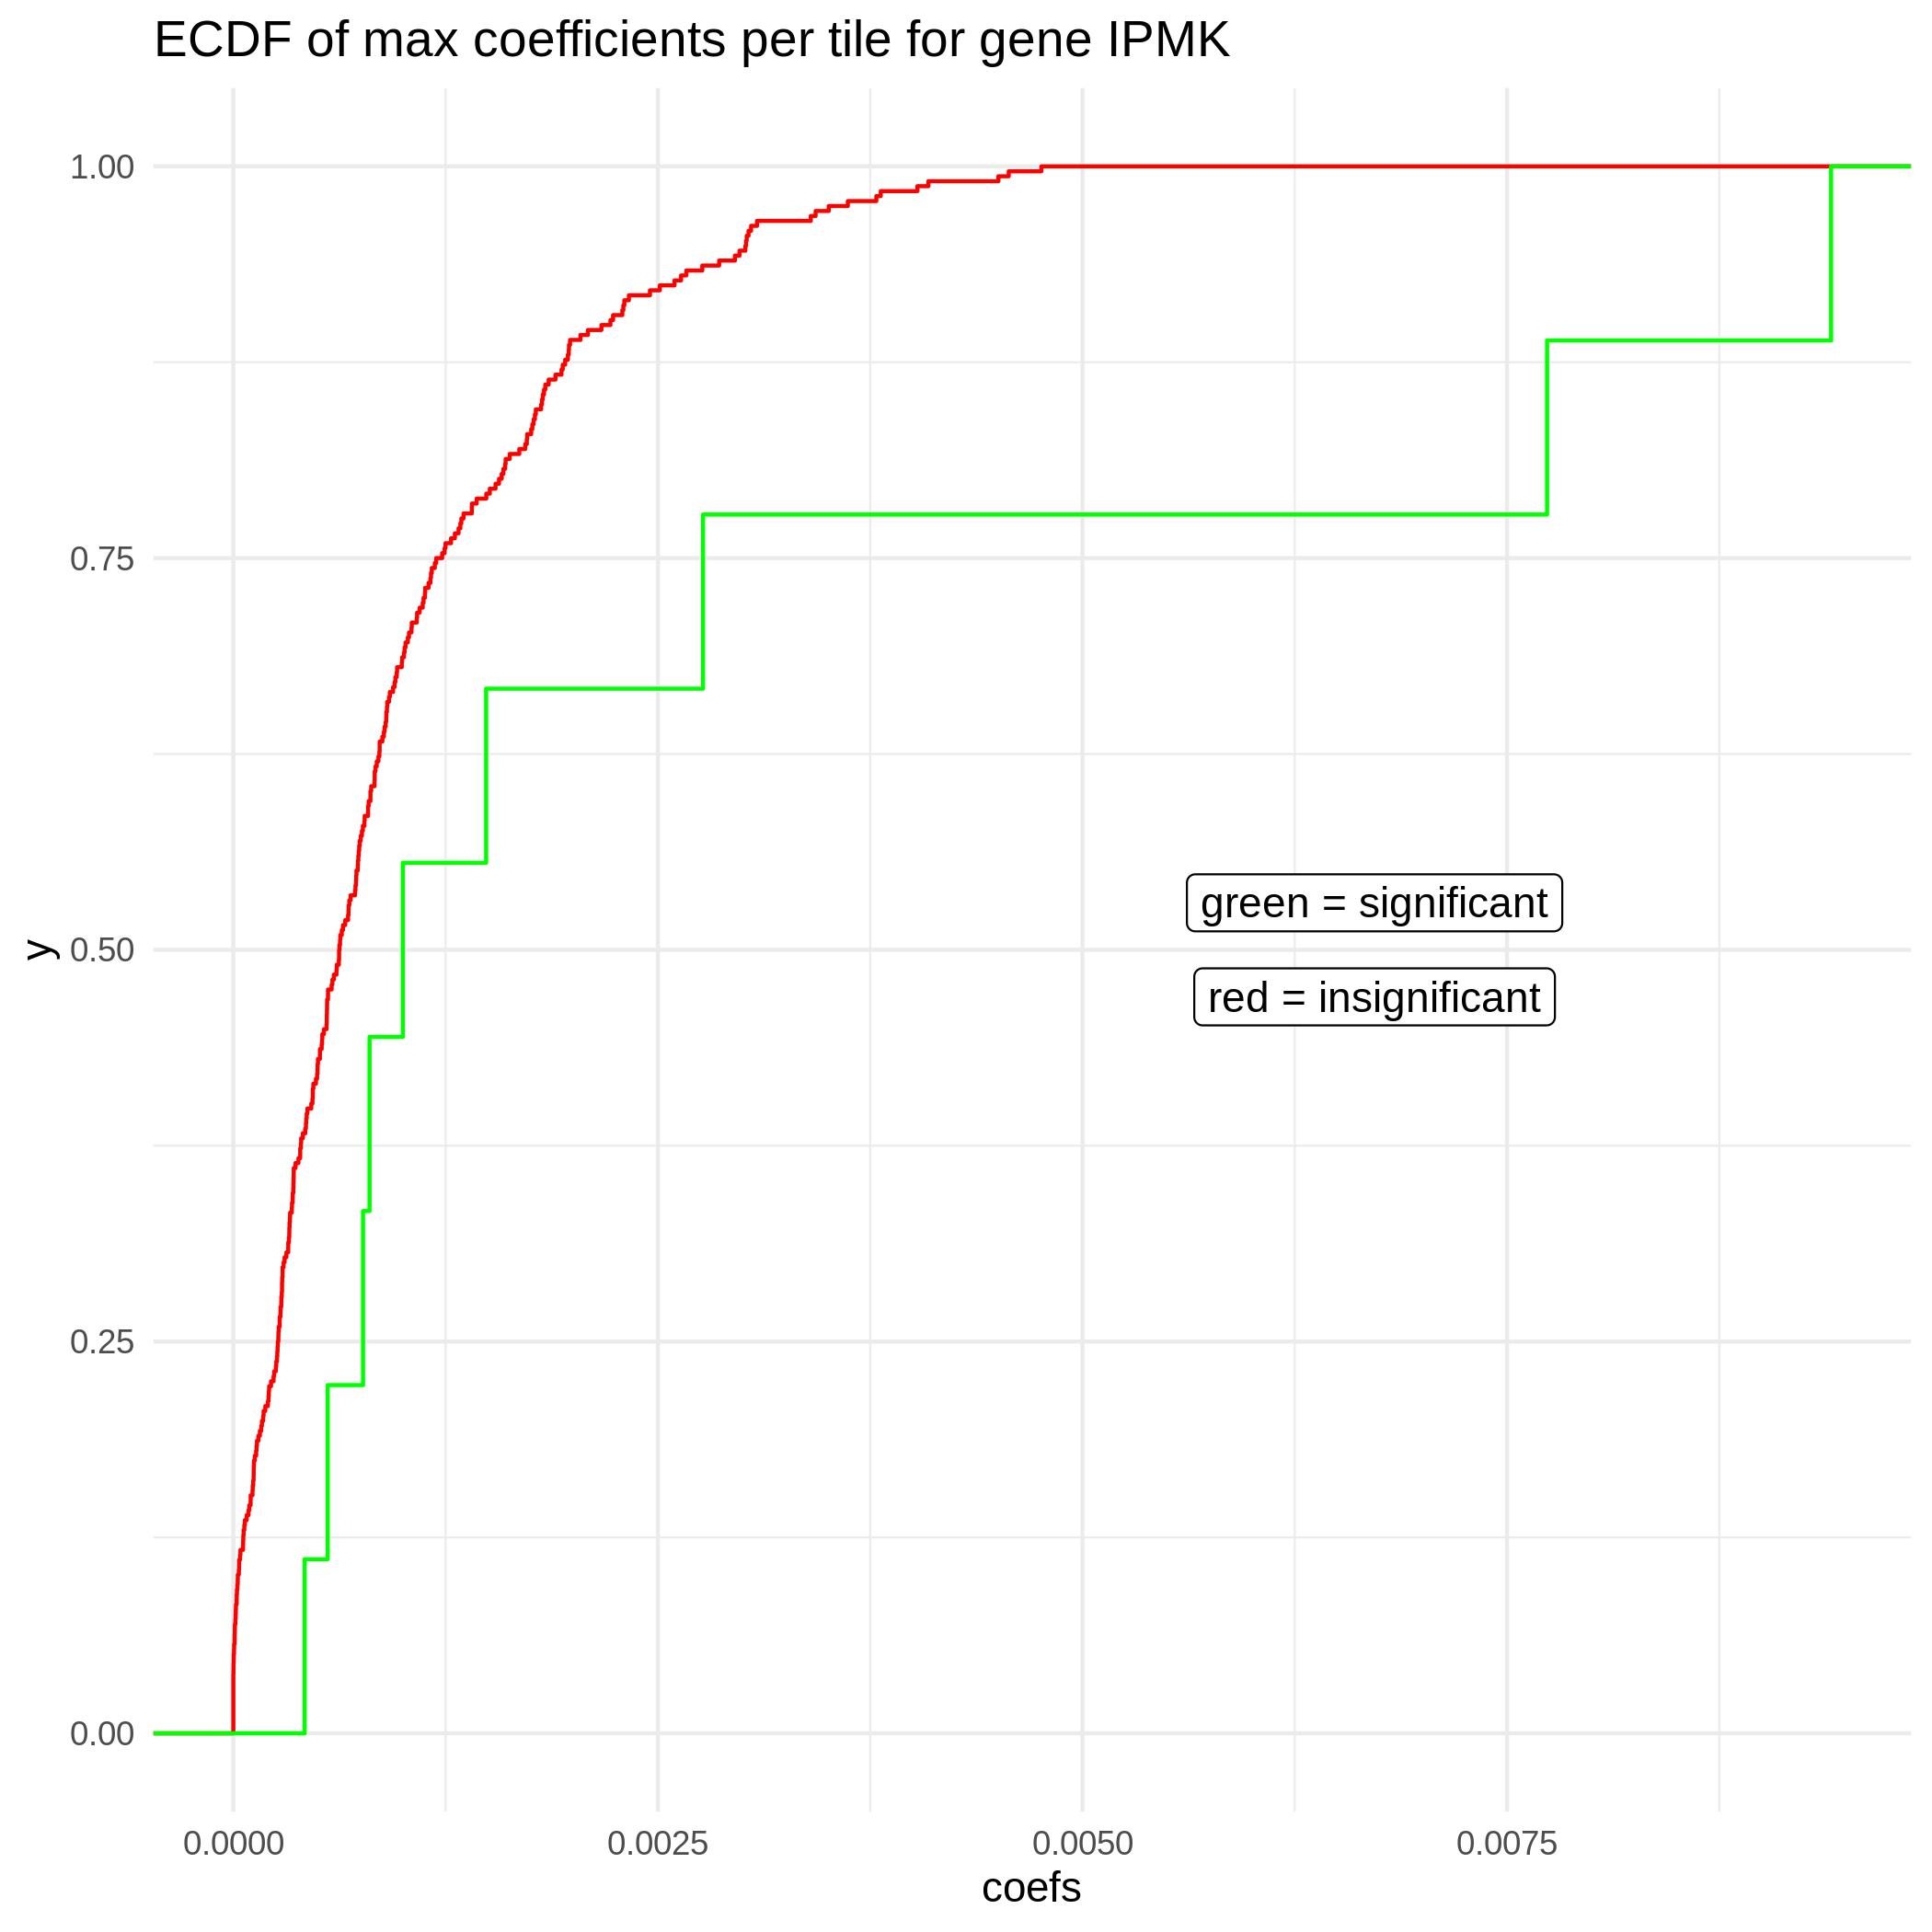 ECDF of max coefficients per tile for gene IPMK
1.00
0.75
0.50
0.25
0.00
y
green = significant
red = insignificant
0.0000 0.0025 0.0050 0.0075
coefs